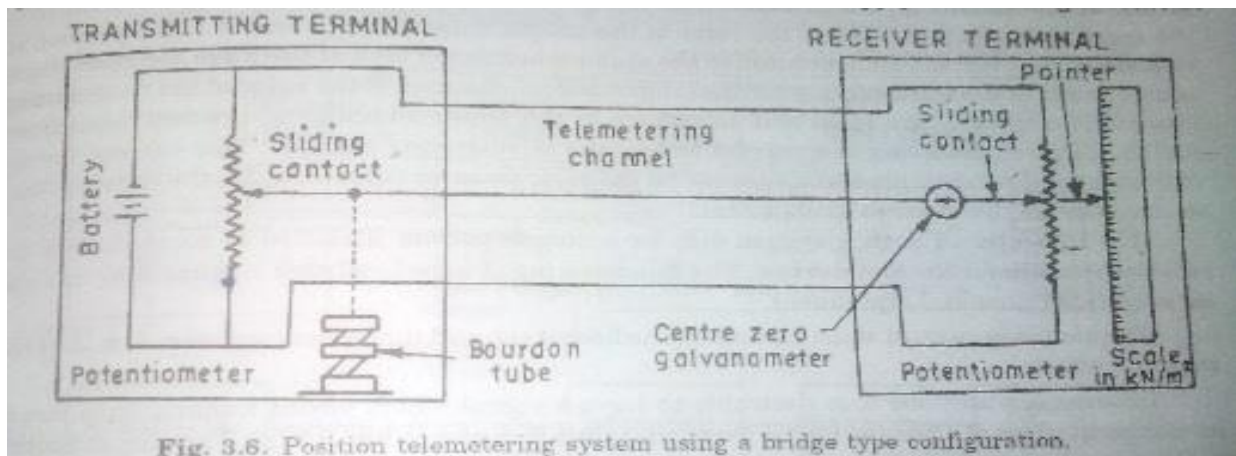 TRANSMITTING TERMINAL
RECEIVER TERMINAL
Pointer
Sliding
contact
Telemetering
channel
Sliding
contact
Battery
Potentiometer
Bourdon
tube
Centre zero
galvanometer
Potentiometer
Scale
in kN/m²
Fig. 3.6. Position telemetering system using a bridge type configuration.